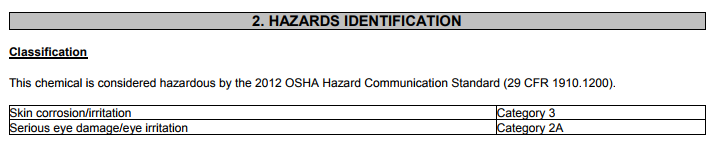 2. HAZARDS IDENTIFICATION
Classification
This chemical is considered hazardous by the 2012 OSHA Hazard Communication Standard (29 CFR 1910.1200).
Skin corrosion/irritation Category 3
Serious eye damage/eye irritation Category 2A